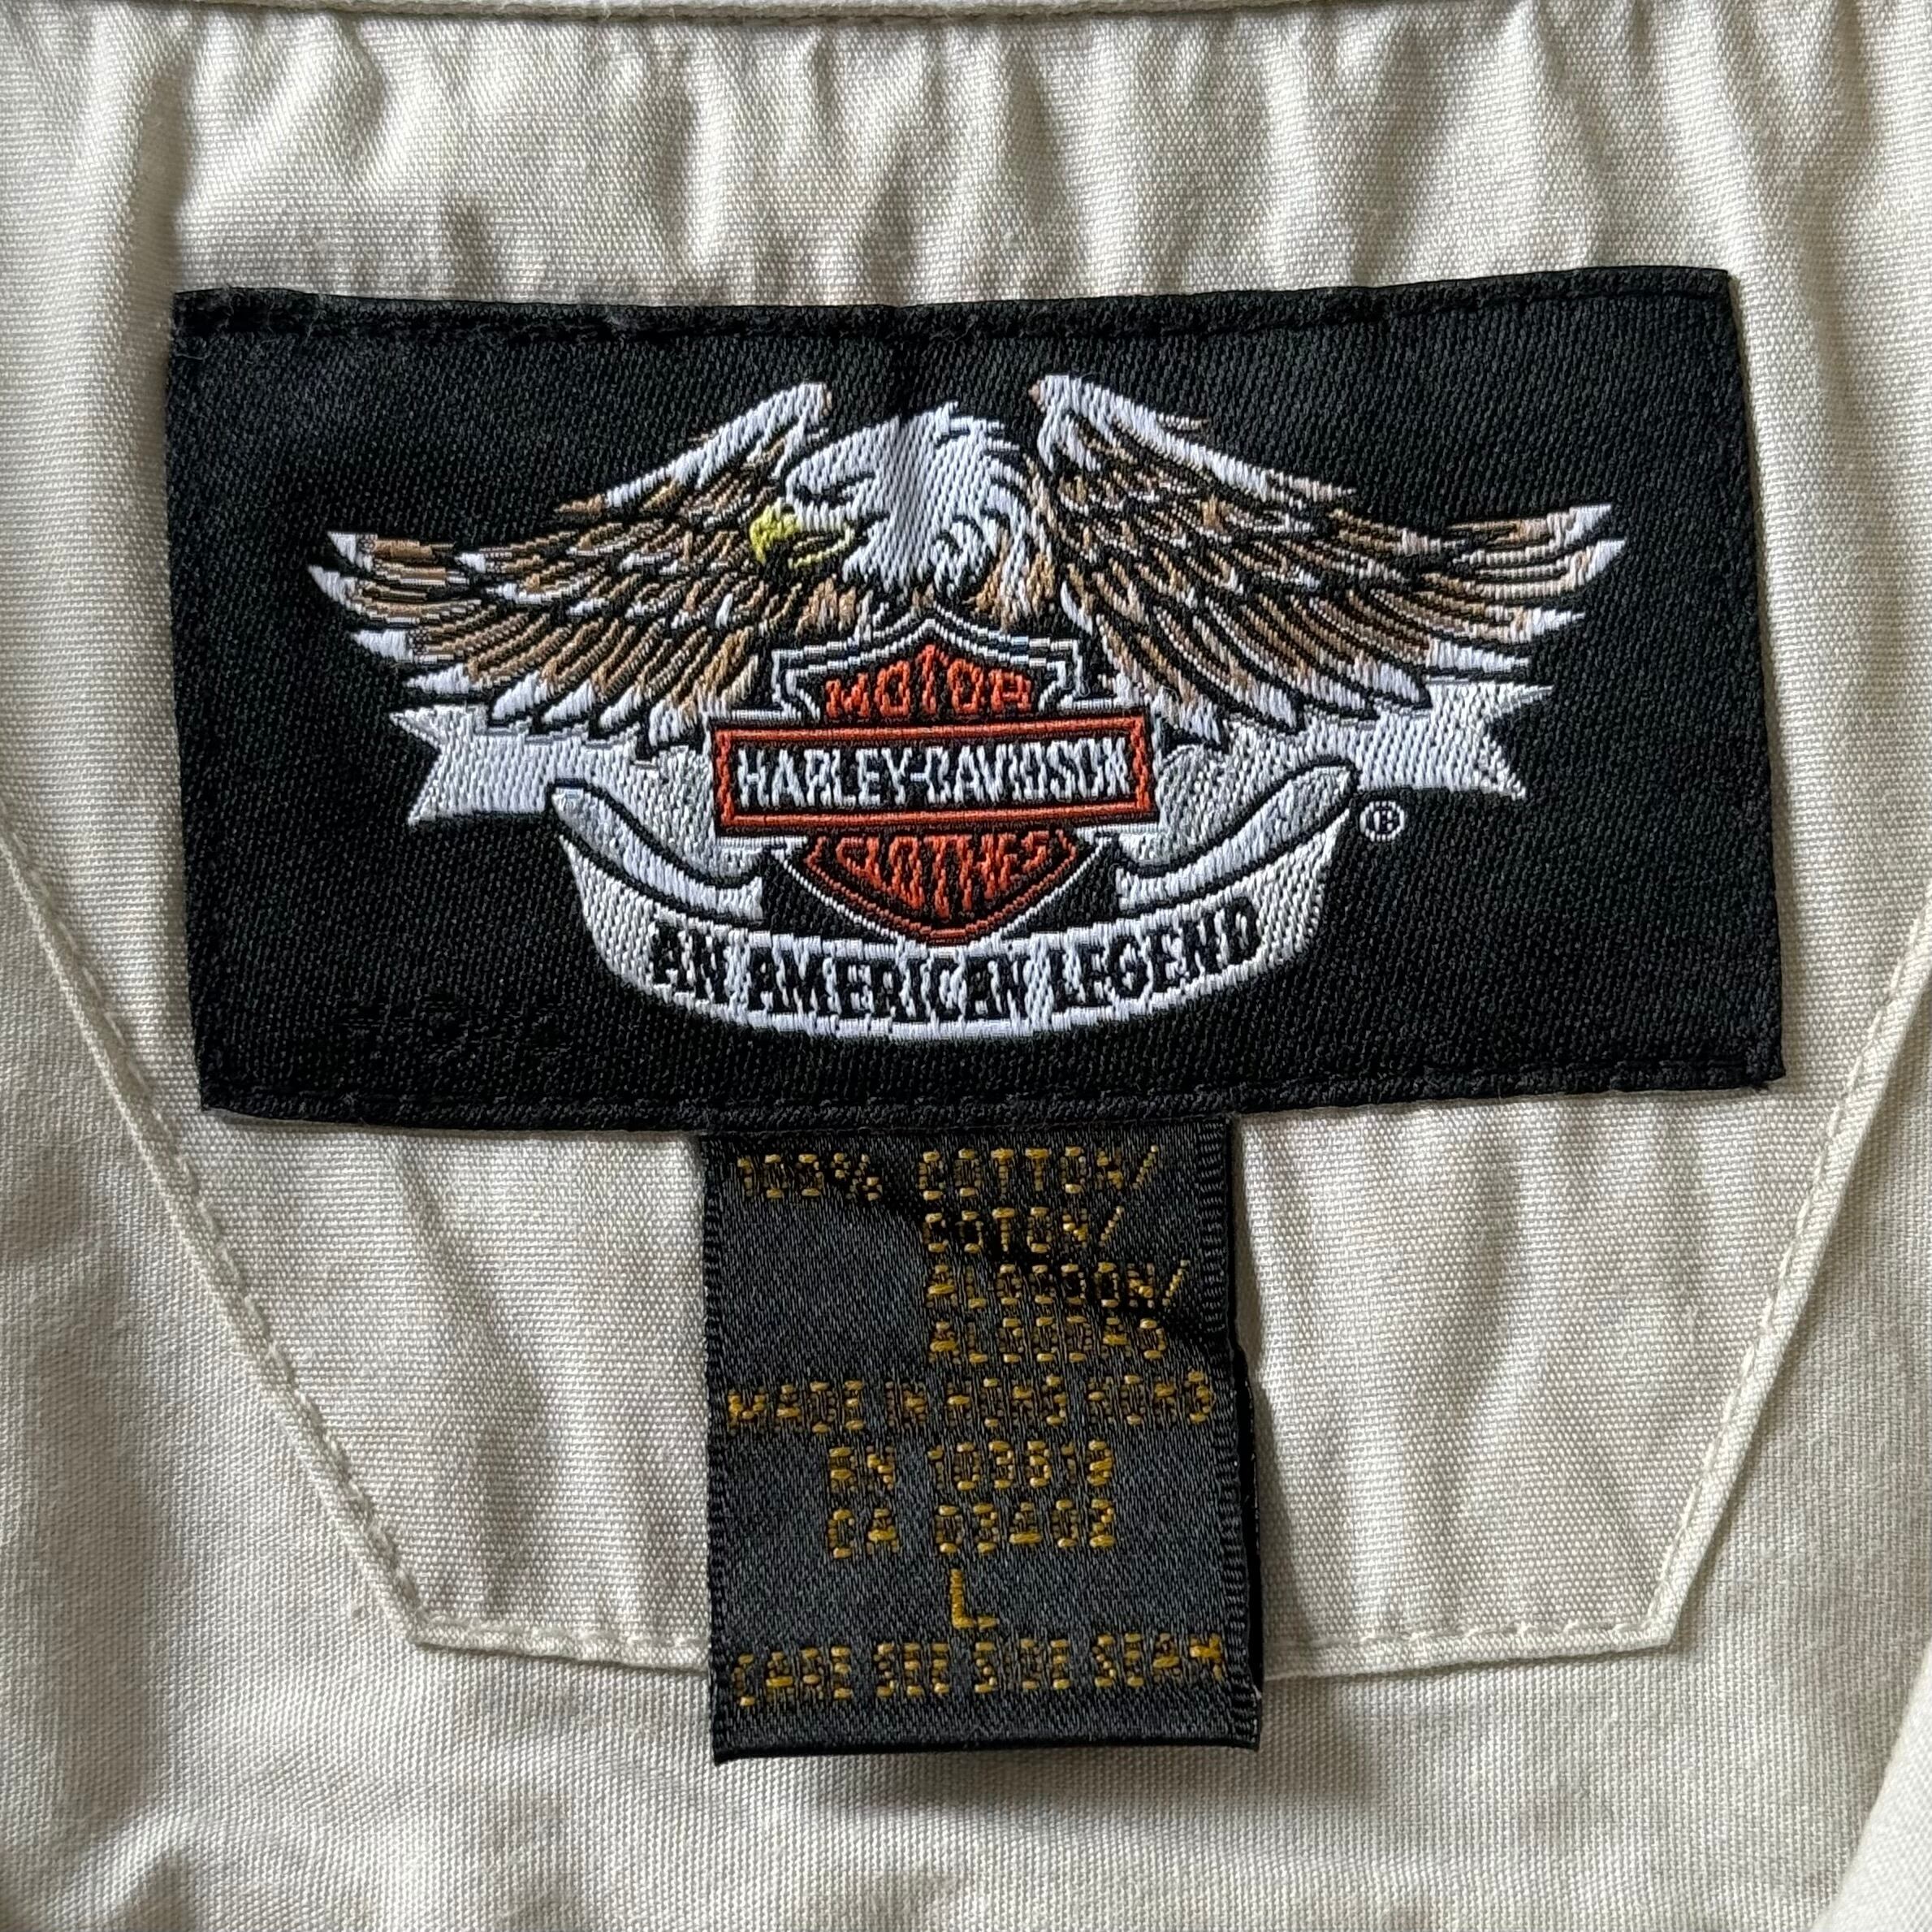 MOTOR
HARLEY-DAVIDSON
CLOTHES
®
AN AMERICAN LEGEND
100% COTTON/
COTON/
ALGODON/
ALGODAO
MADE IN HONG KONG
RN 103819
CA 03402
L
CARE SEE SIDE SEAM